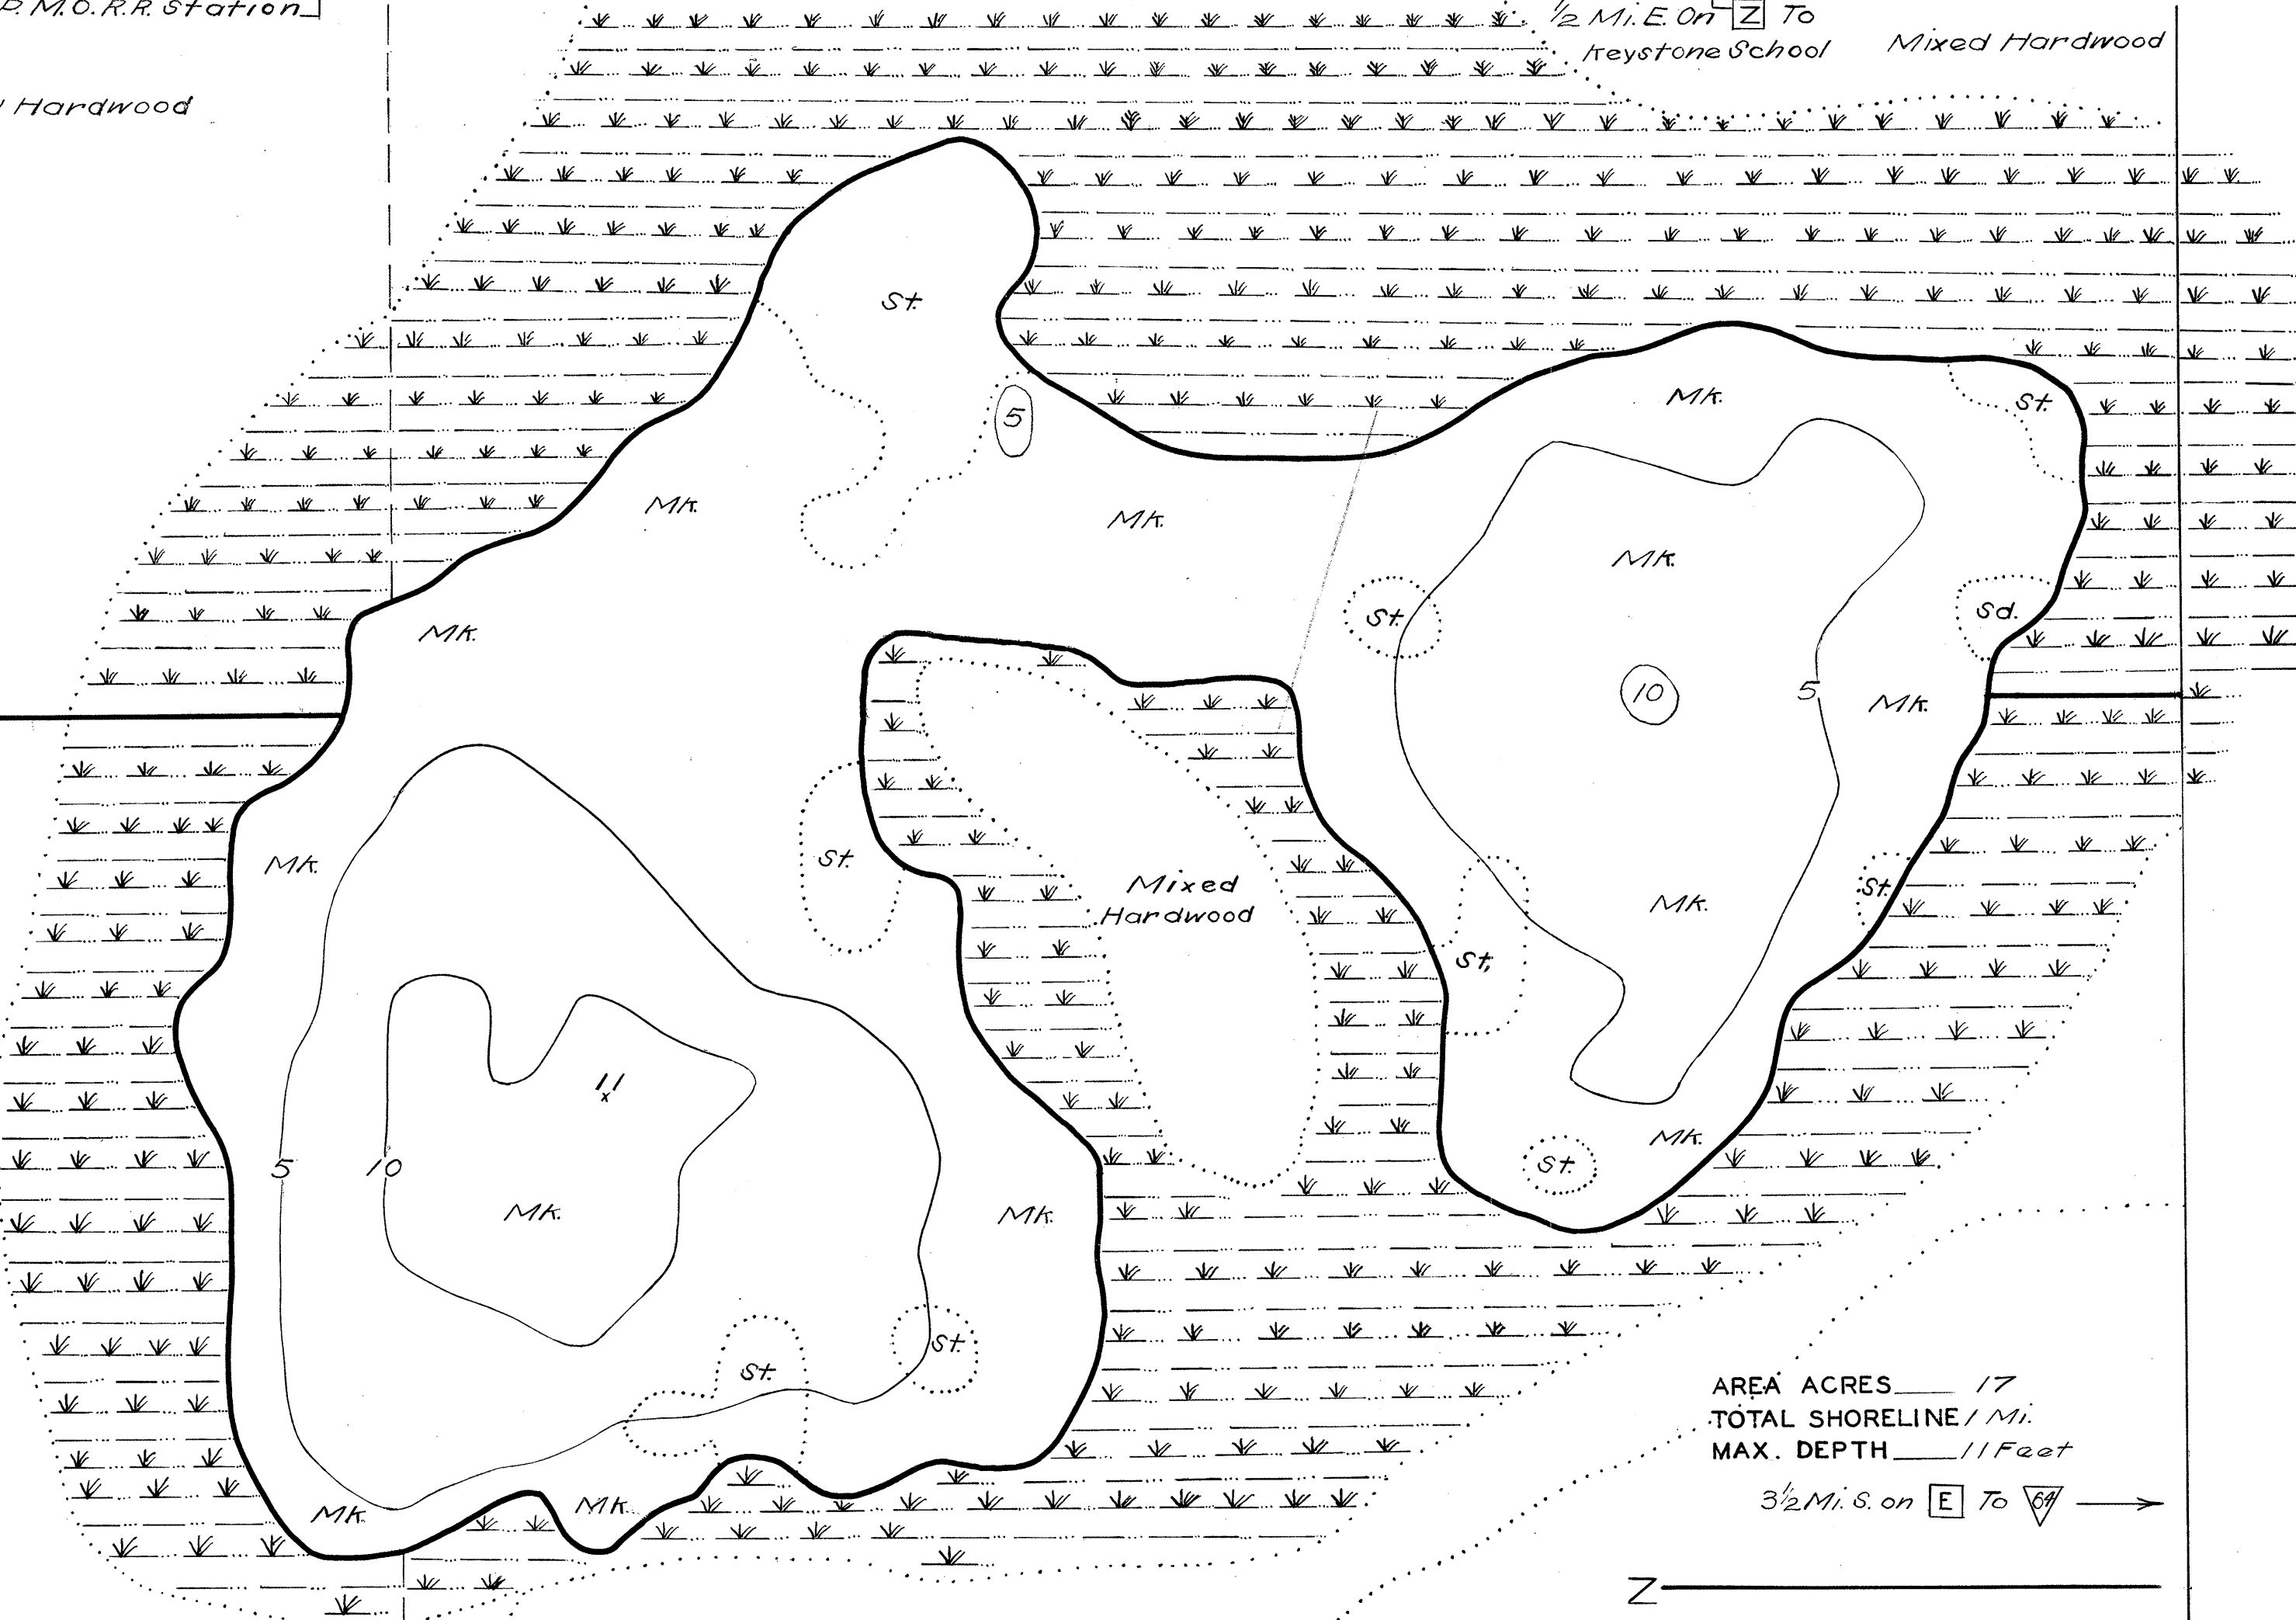 P.M.O.R.R. Station
1/2 Mi. E. On Z To
Keystone School
Mixed Hardwood
Hardwood
St.
Mk.
St.
5
Mk.
Mk.
Mk.
St.
Sd.
Mk.
10
5
Mk.
St.
Mk.
Mixed
Hardwood
St.
Mk.
St.
11
x
Mk.
St.
5
10
Mk.
Mk.
St.
St.
Mk.
Mk.
AREA ACRES 17
TOTAL SHORELINE 1 Mi.
MAX. DEPTH 11 Feet
3 1/2 Mi. S. on E To 64
Z